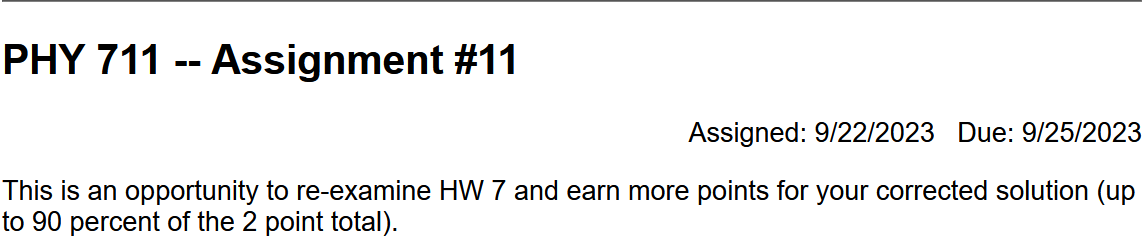 PHY 711 -- Assignment #11
Assigned: 9/22/2023   Due: 9/25/2023
This is an opportunity to re-examine HW 7 and earn more points for your corrected solution (up
to 90 percent of the 2 point total).